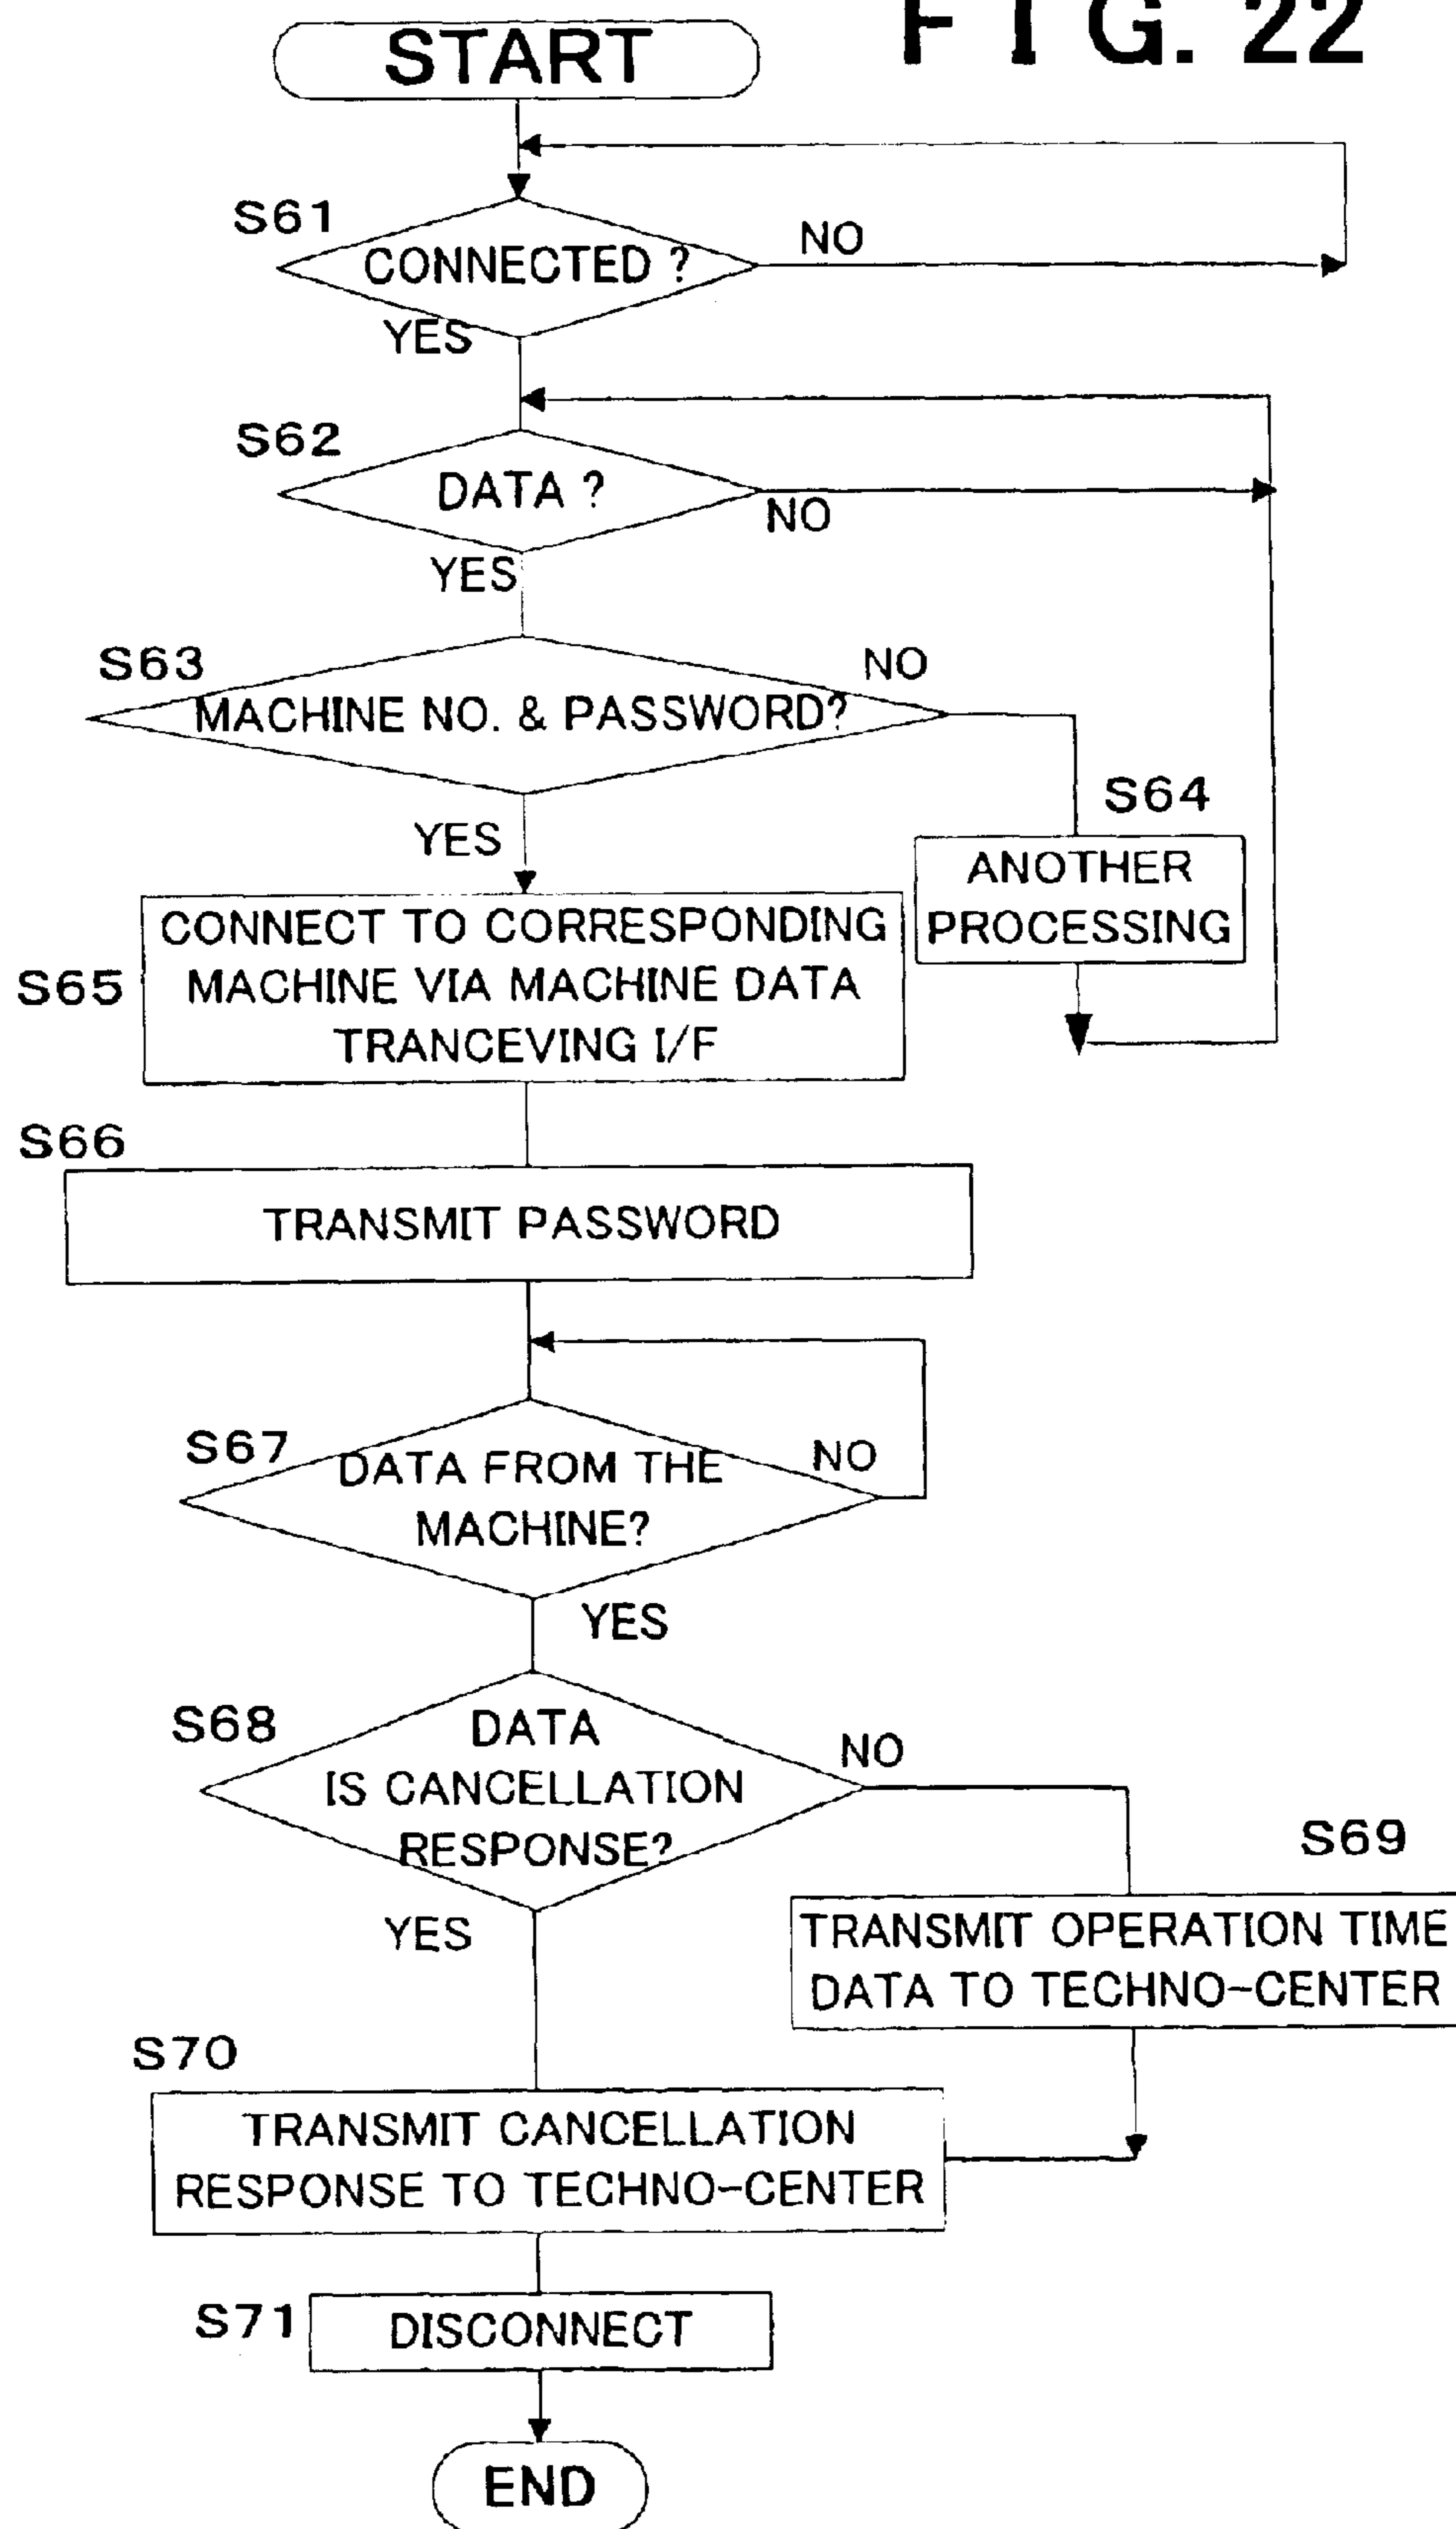 FIG. 22
START
S61
CONNECTED ?
NO
YES
S62
DATA ?
NO
YES
S63
MACHINE NO. & PASSWORD?
NO
YES
S64
ANOTHER
PROCESSING
S65
CONNECT TO CORRESPONDING
MACHINE VIA MACHINE DATA
TRANCEVING I/F
S66
TRANSMIT PASSWORD
S67
DATA FROM THE
MACHINE?
NO
YES
S68
DATA
IS CANCELLATION
RESPONSE?
NO
YES
S69
TRANSMIT OPERATION TIME
DATA TO TECHNO-CENTER
S70
TRANSMIT CANCELLATION
RESPONSE TO TECHNO-CENTER
S71
DISCONNECT
END